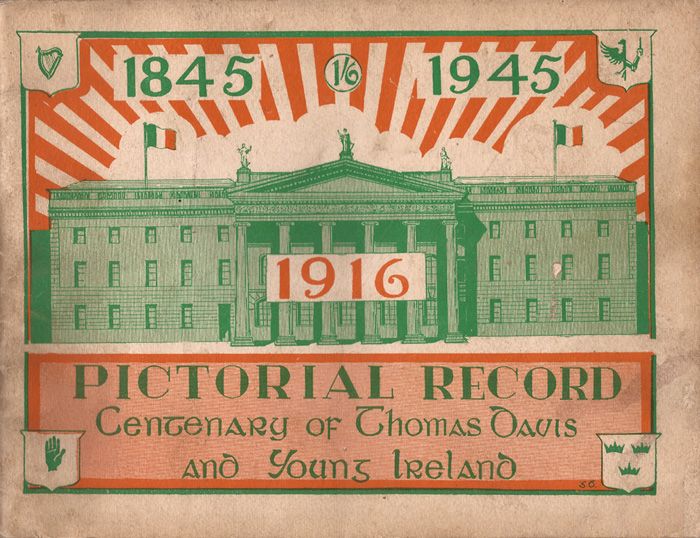 1845 1/6 1945
1916
PICTORIAL RECORD
Centenary of Thomas Davis
and Young Ireland